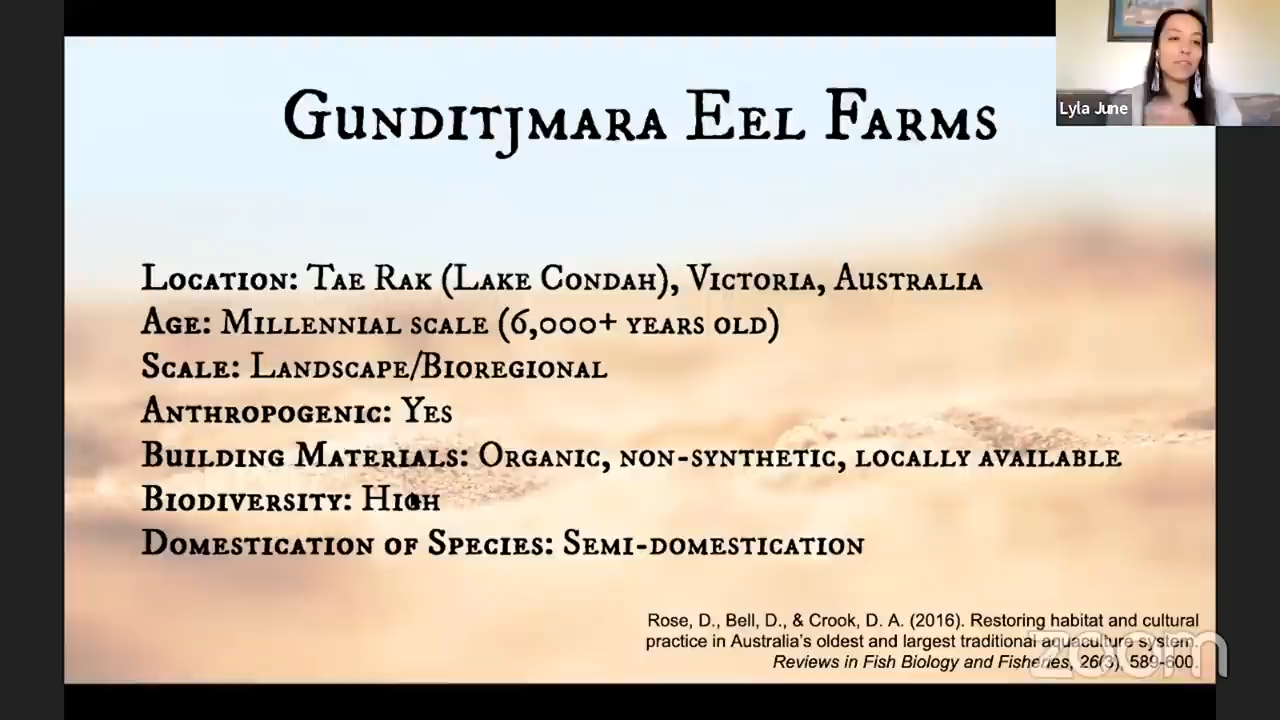 Gunditjmara Eel Farms
Lyla June
Location: Tae Rak (Lake Condah), Victoria, Australia
Age: Millennial scale (6,000+ years old)
Scale: Landscape/Bioregional
Anthropogenic: Yes
Building Materials: Organic, non-synthetic, locally available
Biodiversity: High
Domestication of Species: Semi-domestication
Rose, D., Bell, D., & Crook, D. A. (2016). Restoring habitat and cultural
practice in Australia's oldest and largest traditional aquaculture system.
Reviews in Fish Biology and Fisheries, 26(3), 589-600.
zoom